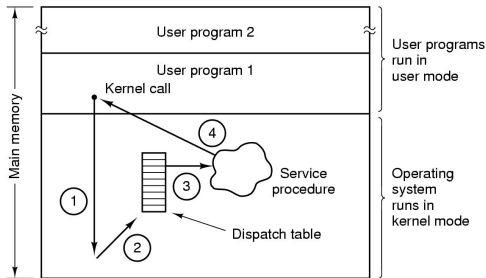 User program 2
User program 1
Kernel call
User programs
run in
user mode
Main memory
4
3
1
2
Service
procedure
Dispatch table
Operating
system
runs in
kernel mode